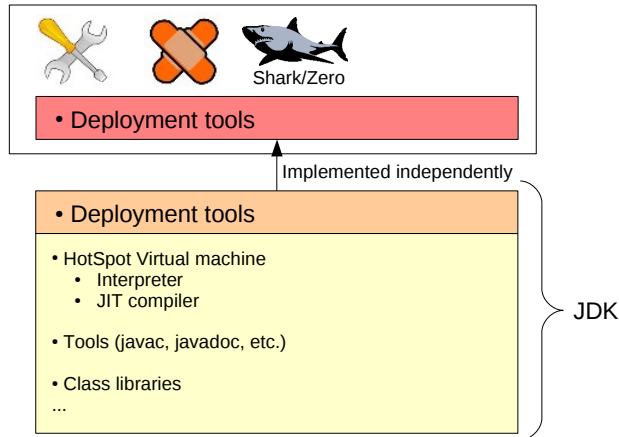 Shark/Zero
• Deployment tools
Implemented independently
• Deployment tools
• HotSpot Virtual machine
• Interpreter
• JIT compiler
• Tools (javac, javadoc, etc.)
• Class libraries
...
JDK